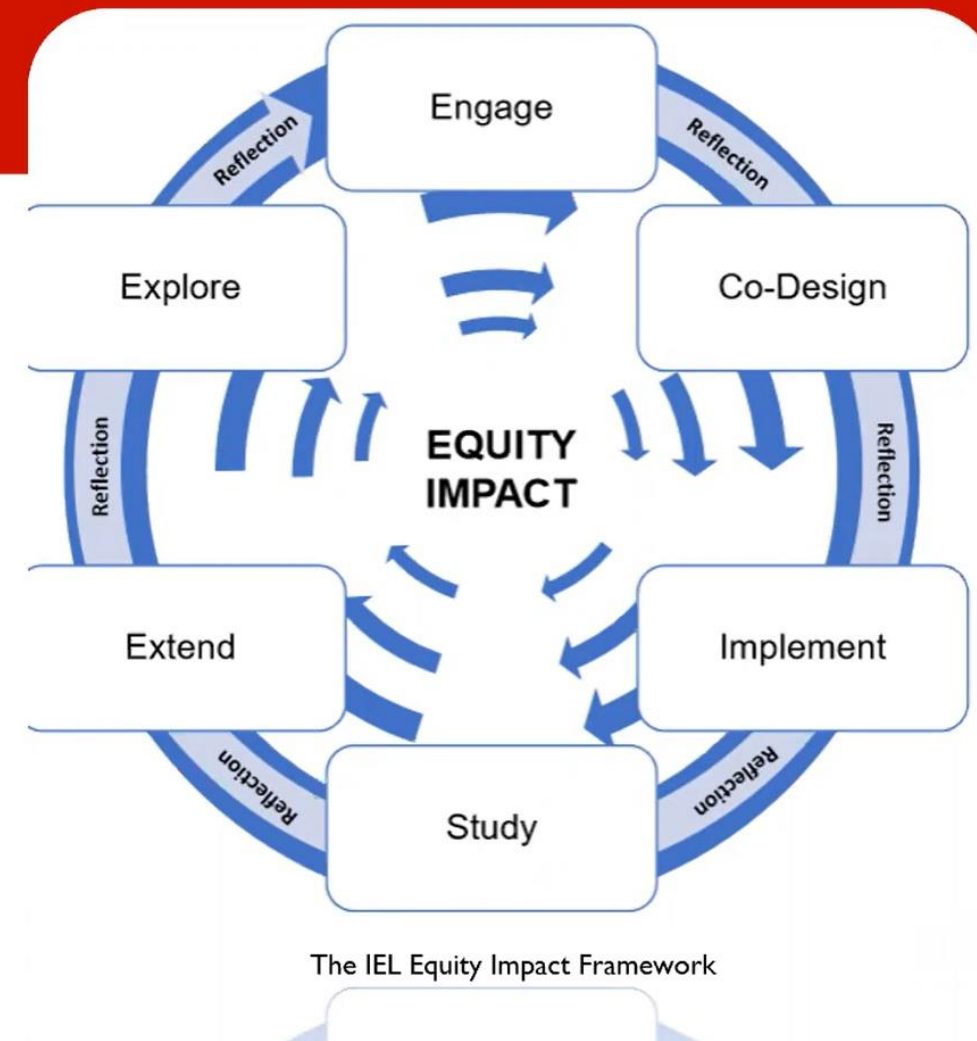 Engage
Reflection
Co-Design
Reflection
Implement
Reflection
Study
Reflection
Extend
Reflection
Explore
Reflection
EQUITY
IMPACT
The IEL Equity Impact Framework